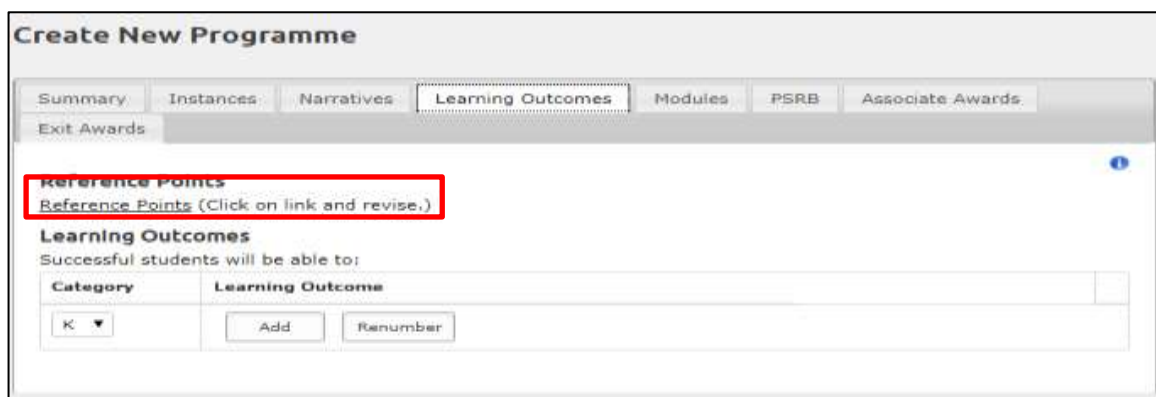 Create New Programme
Summary Instances Narratives Learning Outcomes Modules PSRB Associate Awards
Exit Awards
Reference Points
Reference Points (Click on link and revise.)
Learning Outcomes
Successful students will be able to:
Category Learning Outcome
K ▼ Add Renumber